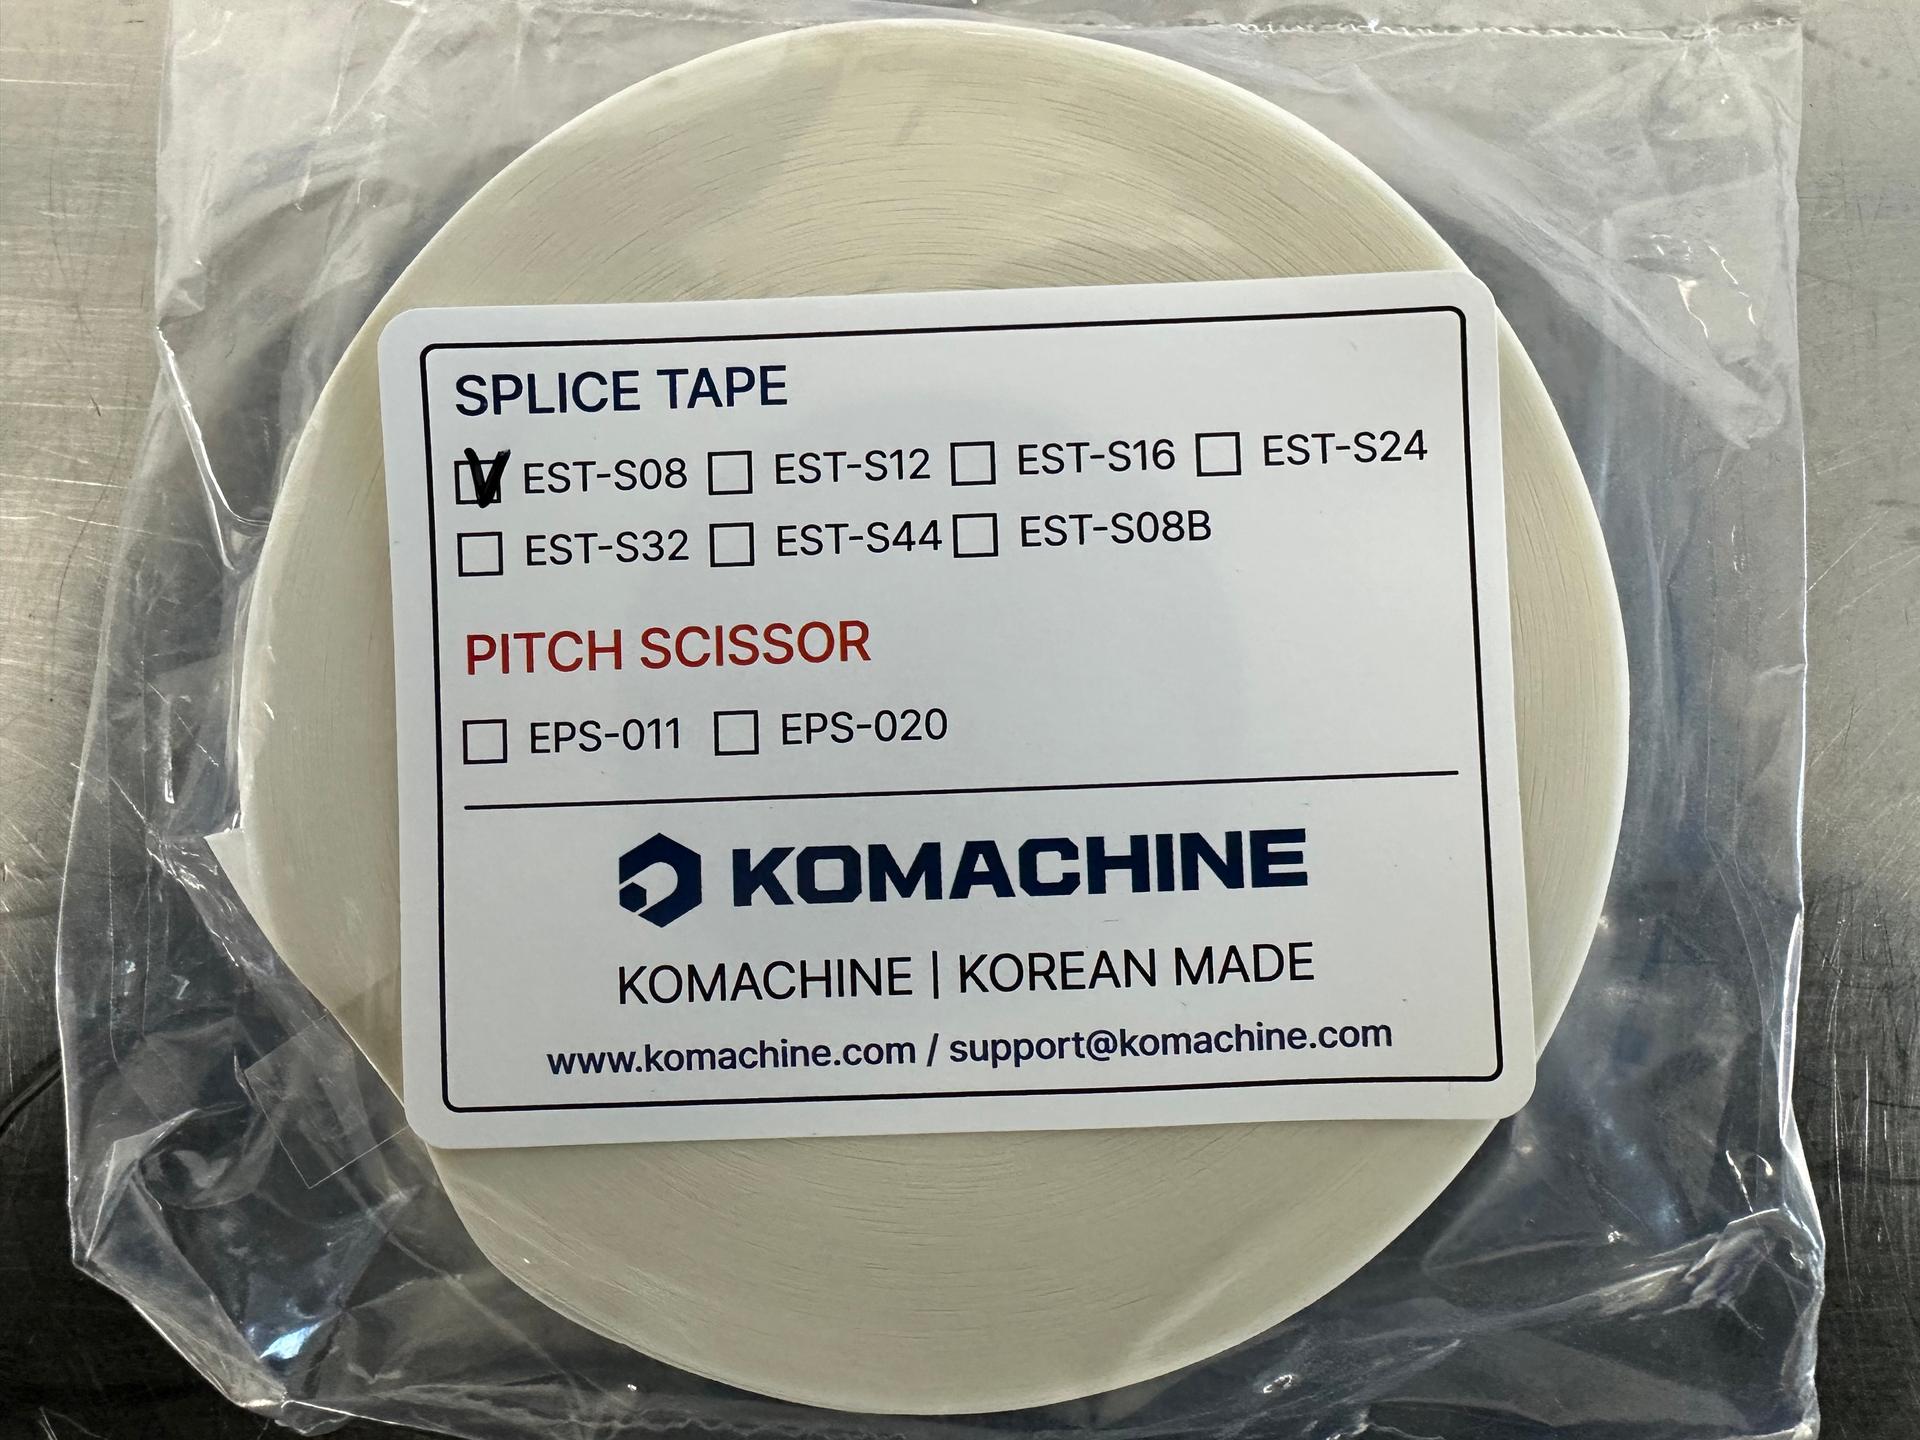 SPLICE TAPE
EST-S08 EST-S12 EST-S16 EST-S24
EST-S32 EST-S44 EST-S08B
PITCH SCISSOR
EPS-011 EPS-020
KOMACHINE
KOMACHINE | KOREAN MADE
www.komachine.com / support@komachine.com